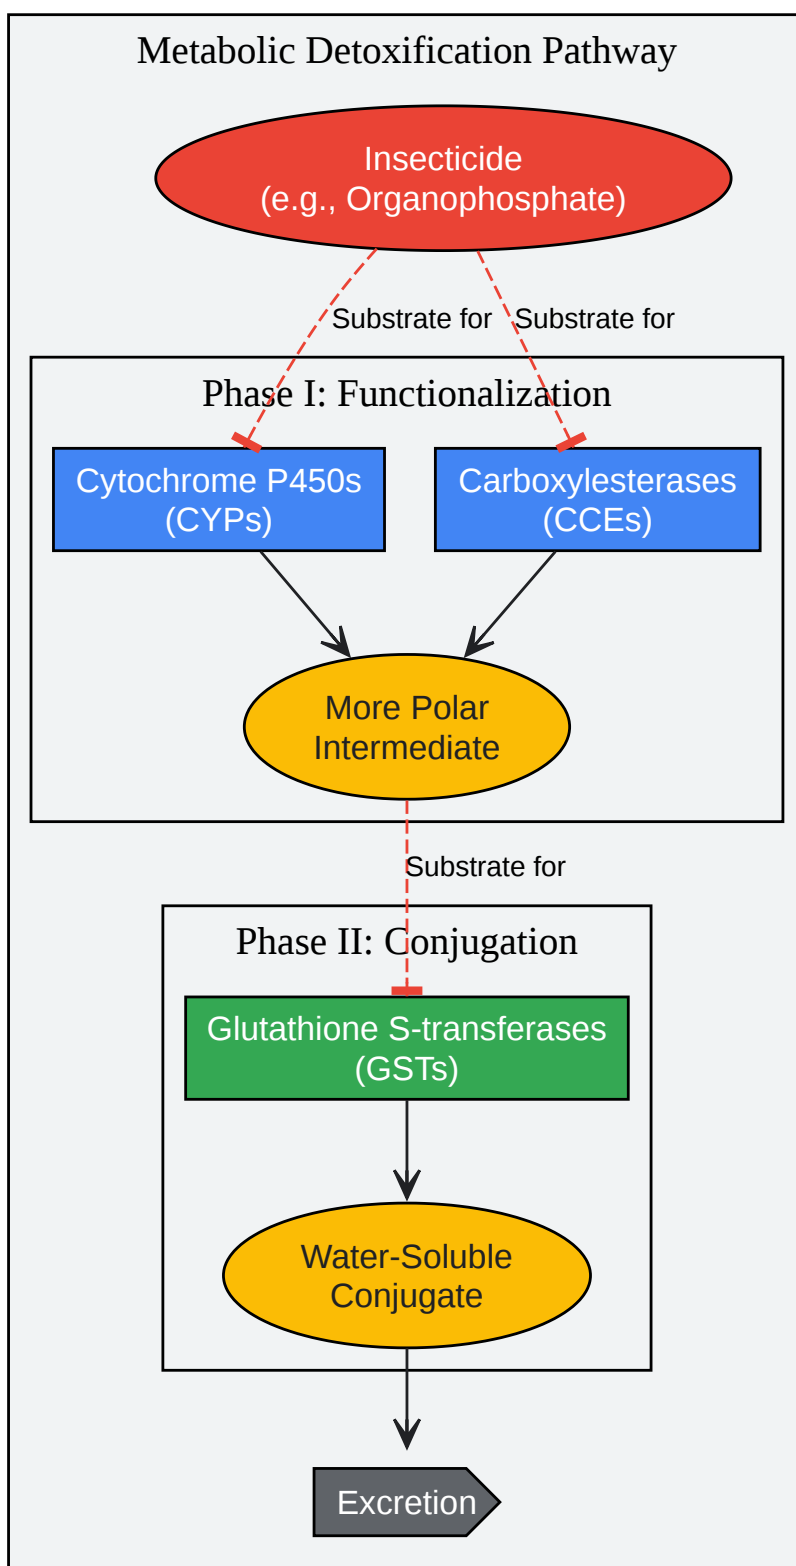 Metabolic Detoxification Pathway
Insecticide
(e.g., Organophosphate)
Substrate for
Substrate for
Phase I: Functionalization
Cytochrome P450s
(CYPs)
Carboxylesterases
(CCEs)
More Polar
Intermediate
Substrate for
Phase II: Conjugation
Glutathione S-transferases
(GSTs)
Water-Soluble
Conjugate
Excretion